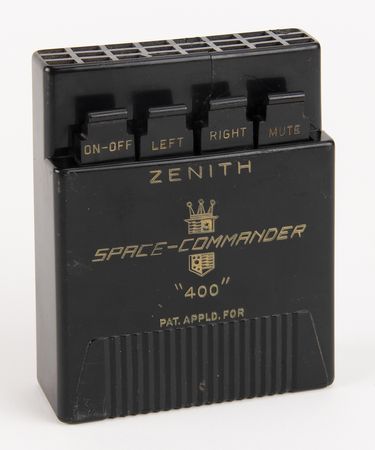 ON-OFF LEFT RIGHT MUTE
ZENITH
SPACE-COMMANDER
"400"
PAT. APPLD. FOR